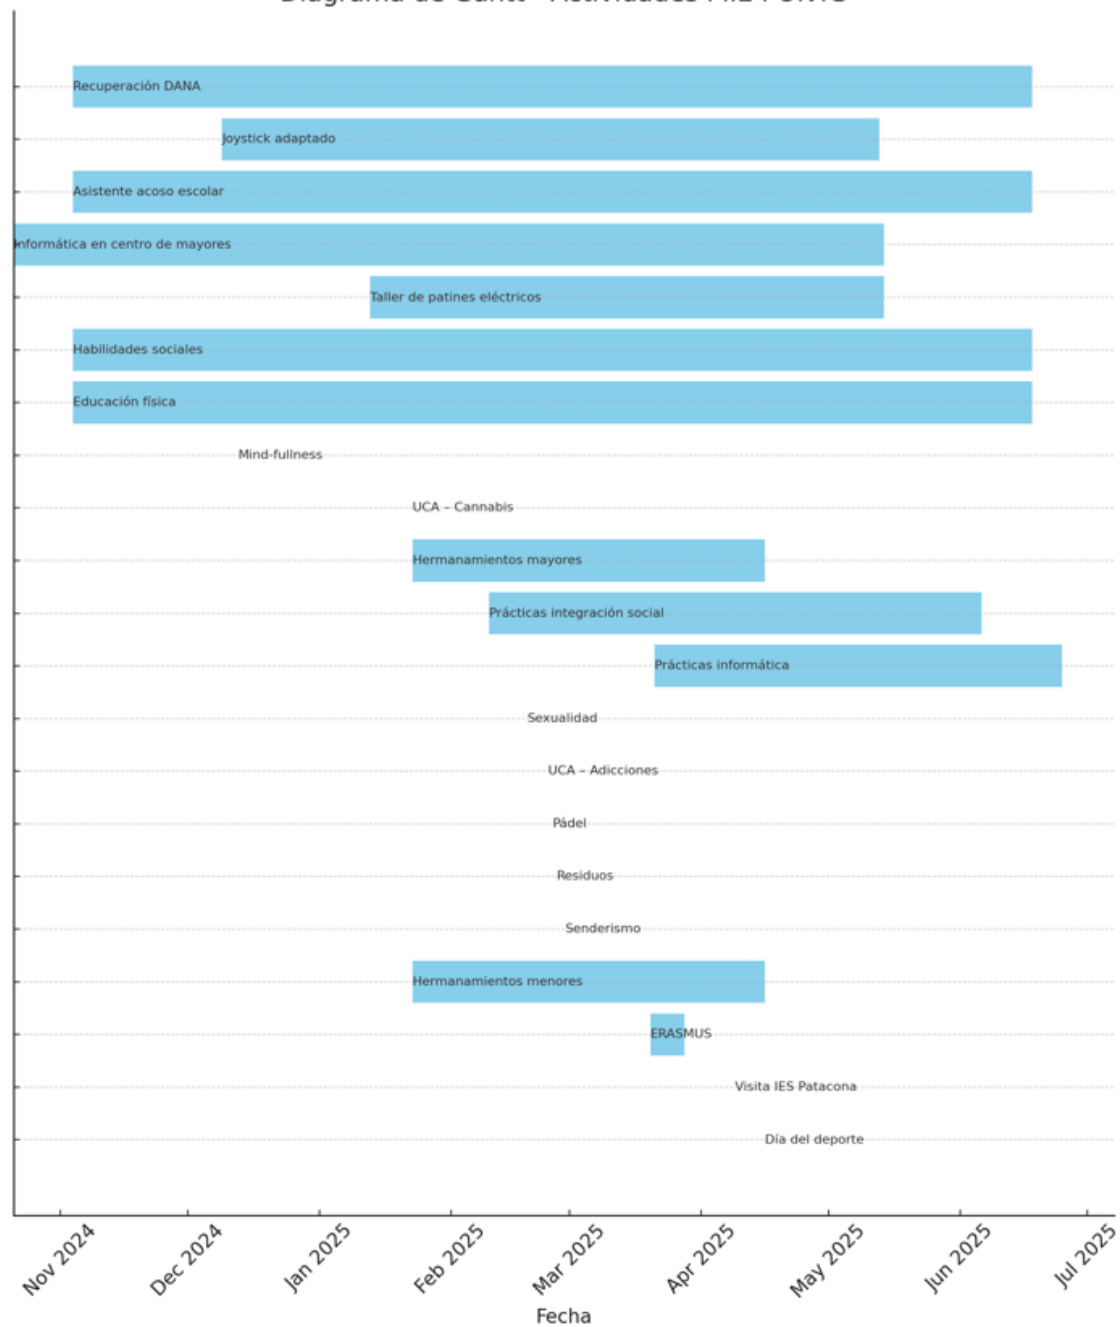 Recuperación DANA
Joystick adaptado
Asistente acoso escolar
Informática en centro de mayores
Taller de patines eléctricos
Habilidades sociales
Educación física
Mind-fullness
UCA – Cannabis
Hermanamientos mayores
Prácticas integración social
Prácticas informática
Sexualidad
UCA – Adicciones
Pádel
Residuos
Senderismo
Hermanamientos menores
ERASMUS
Visita IES Patacona
Día del deporte
Nov 2024
Dec 2024
Jan 2025
Feb 2025
Mar 2025
Apr 2025
May 2025
Jun 2025
Jul 2025
Fecha